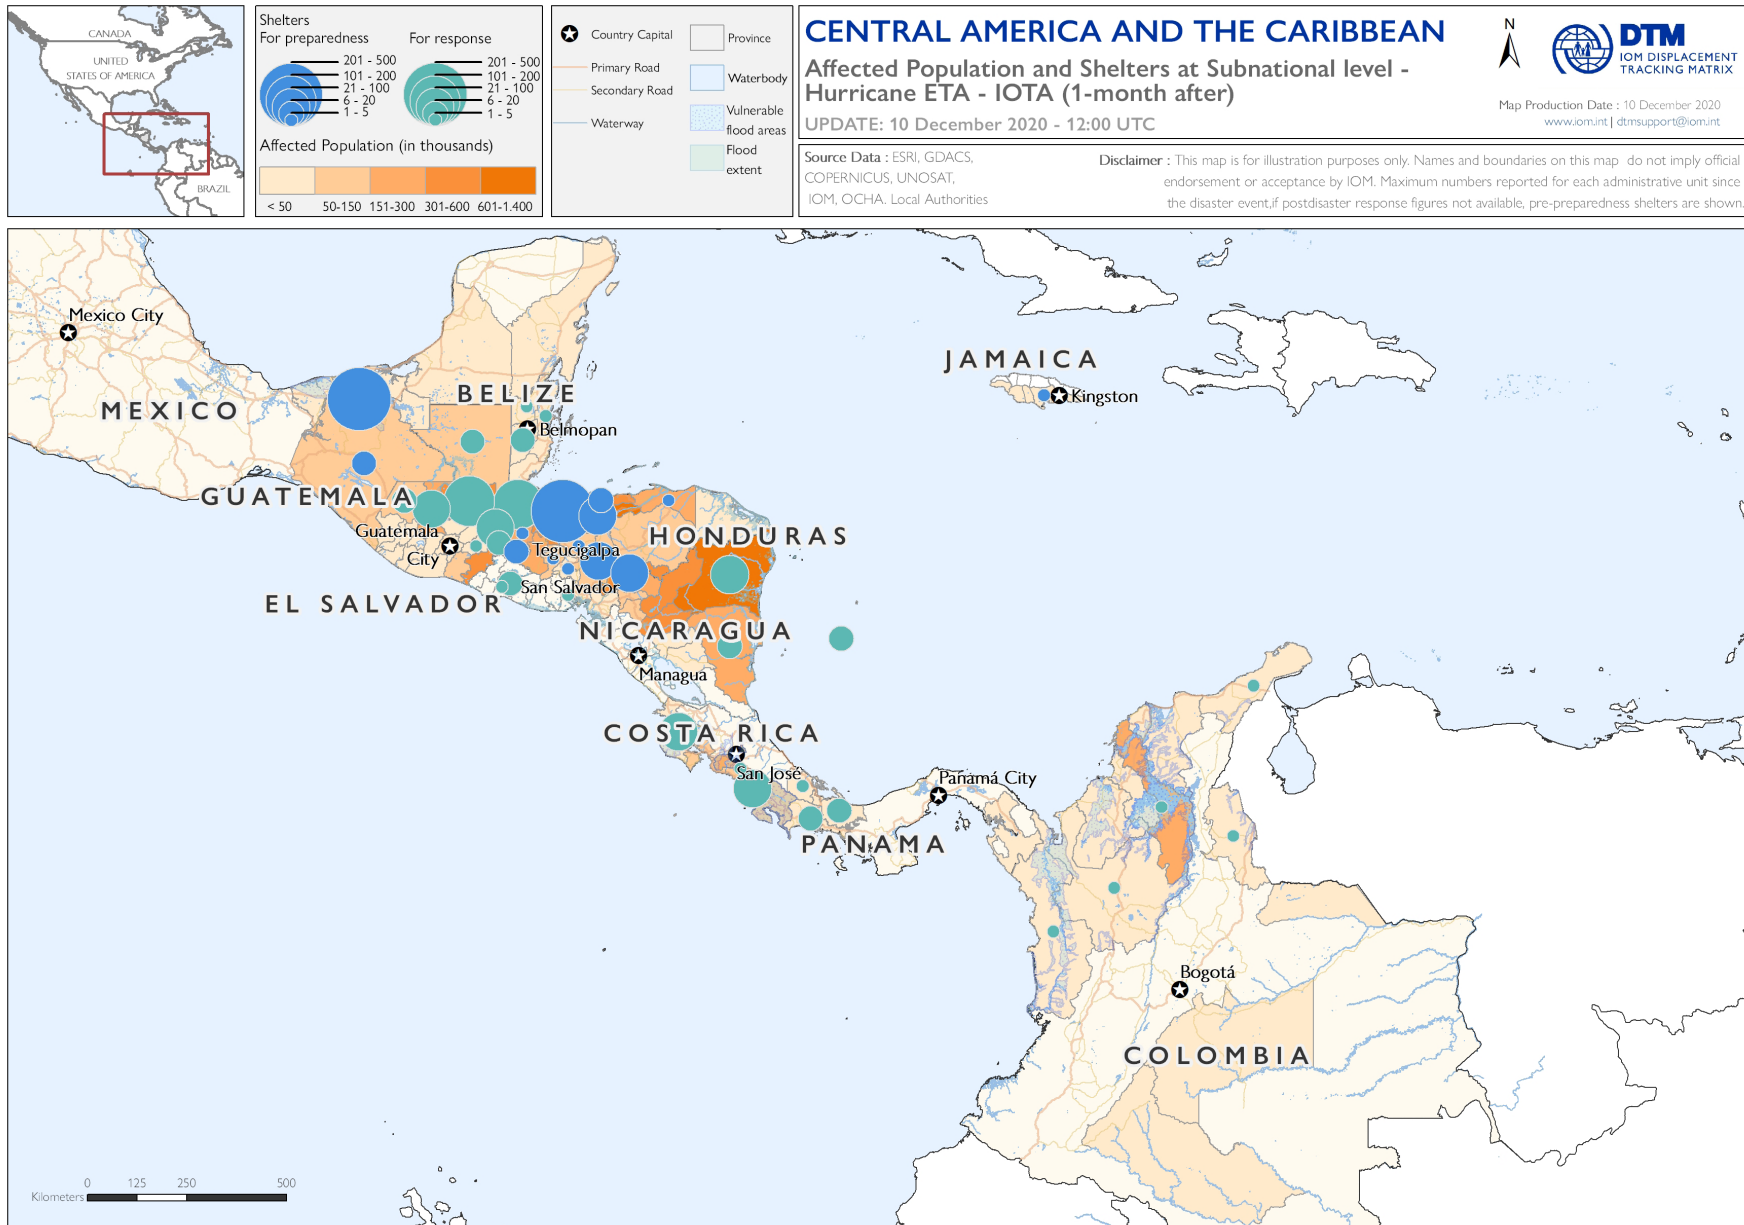 CANADA
UNITED
STATES OF AMERICA
BRAZIL
Shelters
For preparedness
For response
201 - 500
101 - 200
21 - 100
6 - 20
1 - 5
201 - 500
101 - 200
21 - 100
6 - 20
1 - 5
Affected Population (in thousands)
< 50
50-150
151-300
301-600
601-1.400
Country Capital
Primary Road
Secondary Road
Waterway
Province
Waterbody
Vulnerable
flood areas
Flood
extent
CENTRAL AMERICA AND THE CARIBBEAN
Affected Population and Shelters at Subnational level -
Hurricane ETA - IOTA (1-month after)
UPDATE: 10 December 2020 - 12:00 UTC
N
DTM
IOM DISPLACEMENT
TRACKING MATRIX
Map Production Date : 10 December 2020
www.iom.int | dtmsupport@iom.int
Source Data : ESRI, GDACS,
COPERNICUS, UNOSAT,
IOM, OCHA. Local Authorities
Disclaimer : This map is for illustration purposes only. Names and boundaries on this map do not imply official
endorsement or acceptance by IOM. Maximum numbers reported for each administrative unit since
the disaster event,if postdisaster response figures not available, pre-preparedness shelters are shown.
Mexico City
MEXICO
BELIZE
Belmopan
JAMAICA
Kingston
GUATEMALA
Guatemala
City
HONDURAS
Tegucigalpa
San Salvador
EL SALVADOR
NICARAGUA
Managua
COSTA RICA
San José
Panamá City
PANAMA
Bogotá
COLOMBIA
Kilometers
0
125
250
500